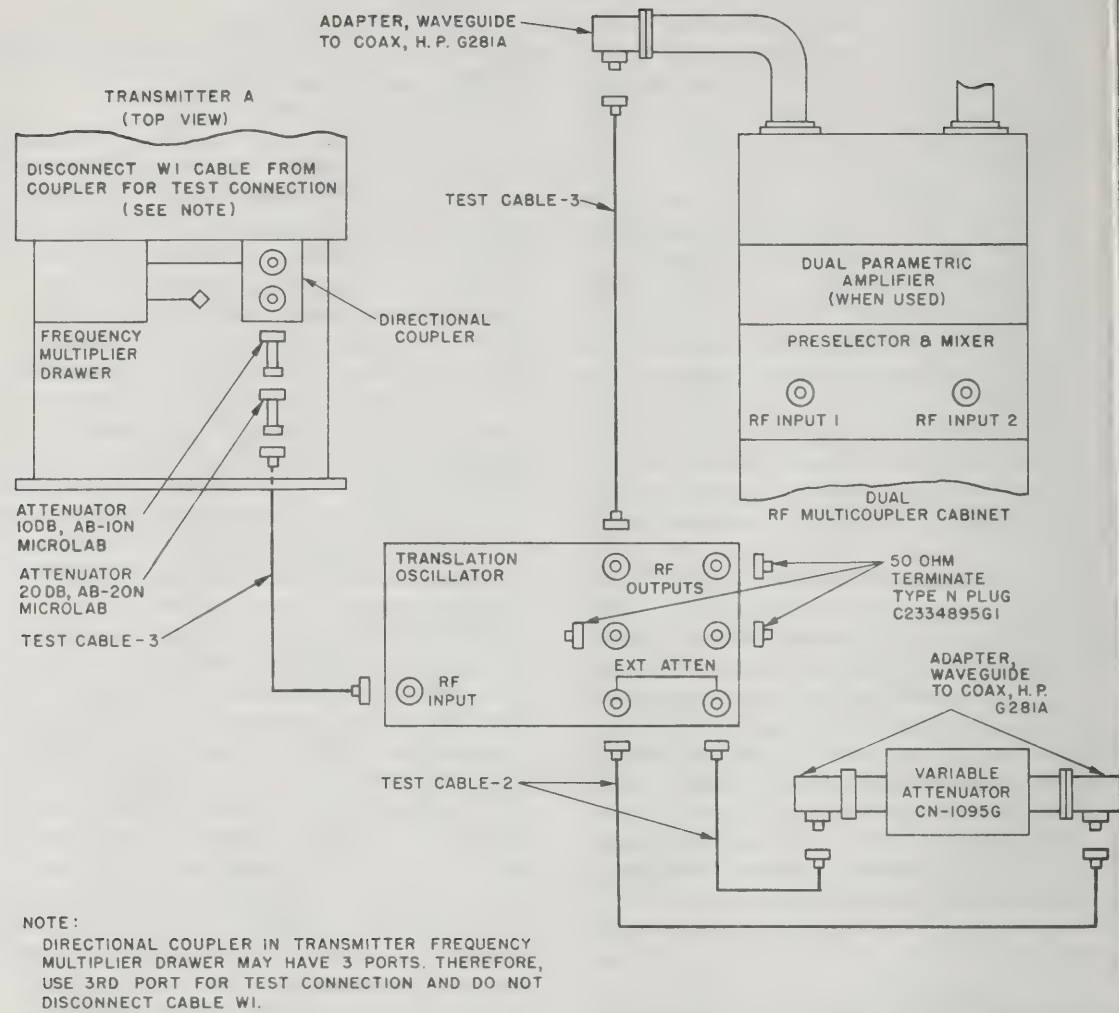 ADAPTER, WAVEGUIDE
TO COAX, H. P. G281A
TRANSMITTER A
(TOP VIEW)
DISCONNECT W1 CABLE FROM
COUPLER FOR TEST CONNECTION
(SEE NOTE)
TEST CABLE-3
DUAL PARAMETRIC
AMPLIFIER
(WHEN USED)
DIRECTIONAL
COUPLER
FREQUENCY
MULTIPLIER
DRAWER
PRESELECTOR & MIXER
RF INPUT 1
RF INPUT 2
DUAL
RF MULTICOUPLER CABINET
ATTENUATOR
10DB, AB-10N
MICROLAB
ATTENUATOR
20DB, AB-20N
MICROLAB
TEST CABLE-3
TRANSLATION
OSCILLATOR
RF
OUTPUTS
50 OHM
TERMINATE
TYPE N PLUG
C2334895G1
EXT ATTEN
RF
INPUT
ADAPTER,
WAVEGUIDE
TO COAX, H. P.
G281A
TEST CABLE-2
VARIABLE
ATTENUATOR
CN-1095G
NOTE:
DIRECTIONAL COUPLER IN TRANSMITTER FREQUENCY
MULTIPLIER DRAWER MAY HAVE 3 PORTS. THEREFORE,
USE 3RD PORT FOR TEST CONNECTION AND DO NOT
DISCONNECT CABLE W1.